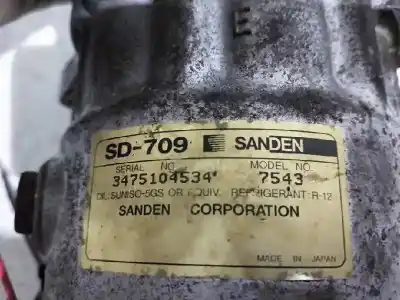 E
SD-709 SANDEN
SERIAL NO. MODEL NO.
3475104534* 7543
OIL:SUNISO-5GS OR EQUIV. REFRIGERANT:R-12
SANDEN CORPORATION
MADE IN JAPAN